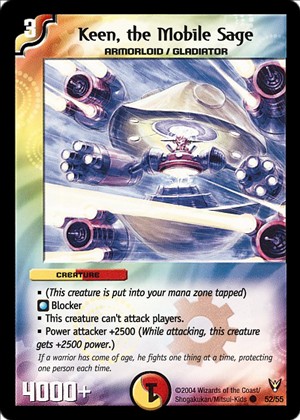 3
Keen, the Mobile Sage
ARMORLOID / GLADIATOR
CREATURE
▪ (This creature is put into your mana zone tapped)
Blocker
▪ This creature can't attack players.
▪ Power attacker +2500 (While attacking, this creature
gets +2500 power.)
If a warrior has come of age, he fights one thing at a time, protecting
one person each time.
4000+
©2004 Wizards of the Coast/
Shogakukan/Mitsui-Kids
52/55